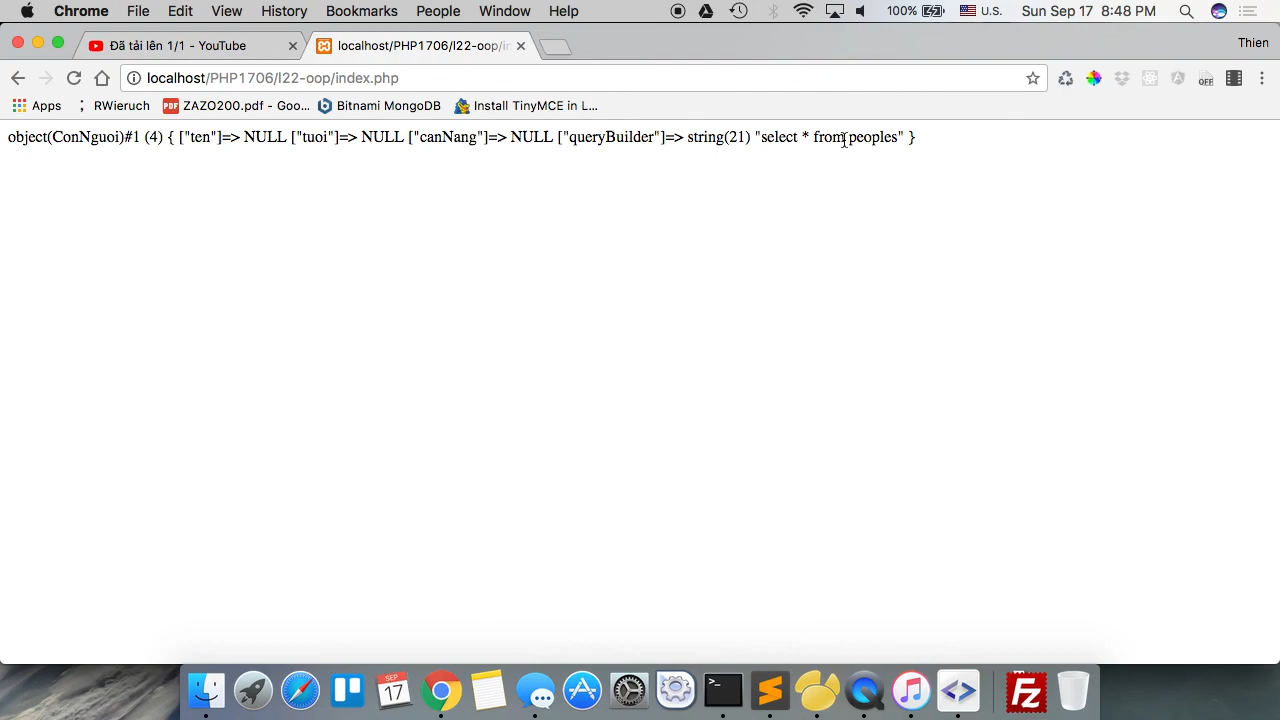 Chrome File Edit View History Bookmarks People Window Help 100% U.S. Sun Sep 17 8:48 PM
Đã tải lên 1/1 - YouTube localhost/PHP1706/l22-oop/in Thien
localhost/PHP1706/l22-oop/index.php
Apps RWieruch ZAZO200.pdf - Goo... Bitnami MongoDB Install TinyMCE in L...
object(ConNguoi)#1 (4) { ["ten"]=> NULL ["tuoi"]=> NULL ["canNang"]=> NULL ["queryBuilder"]=> string(21) "select * from peoples" }
SEP
17